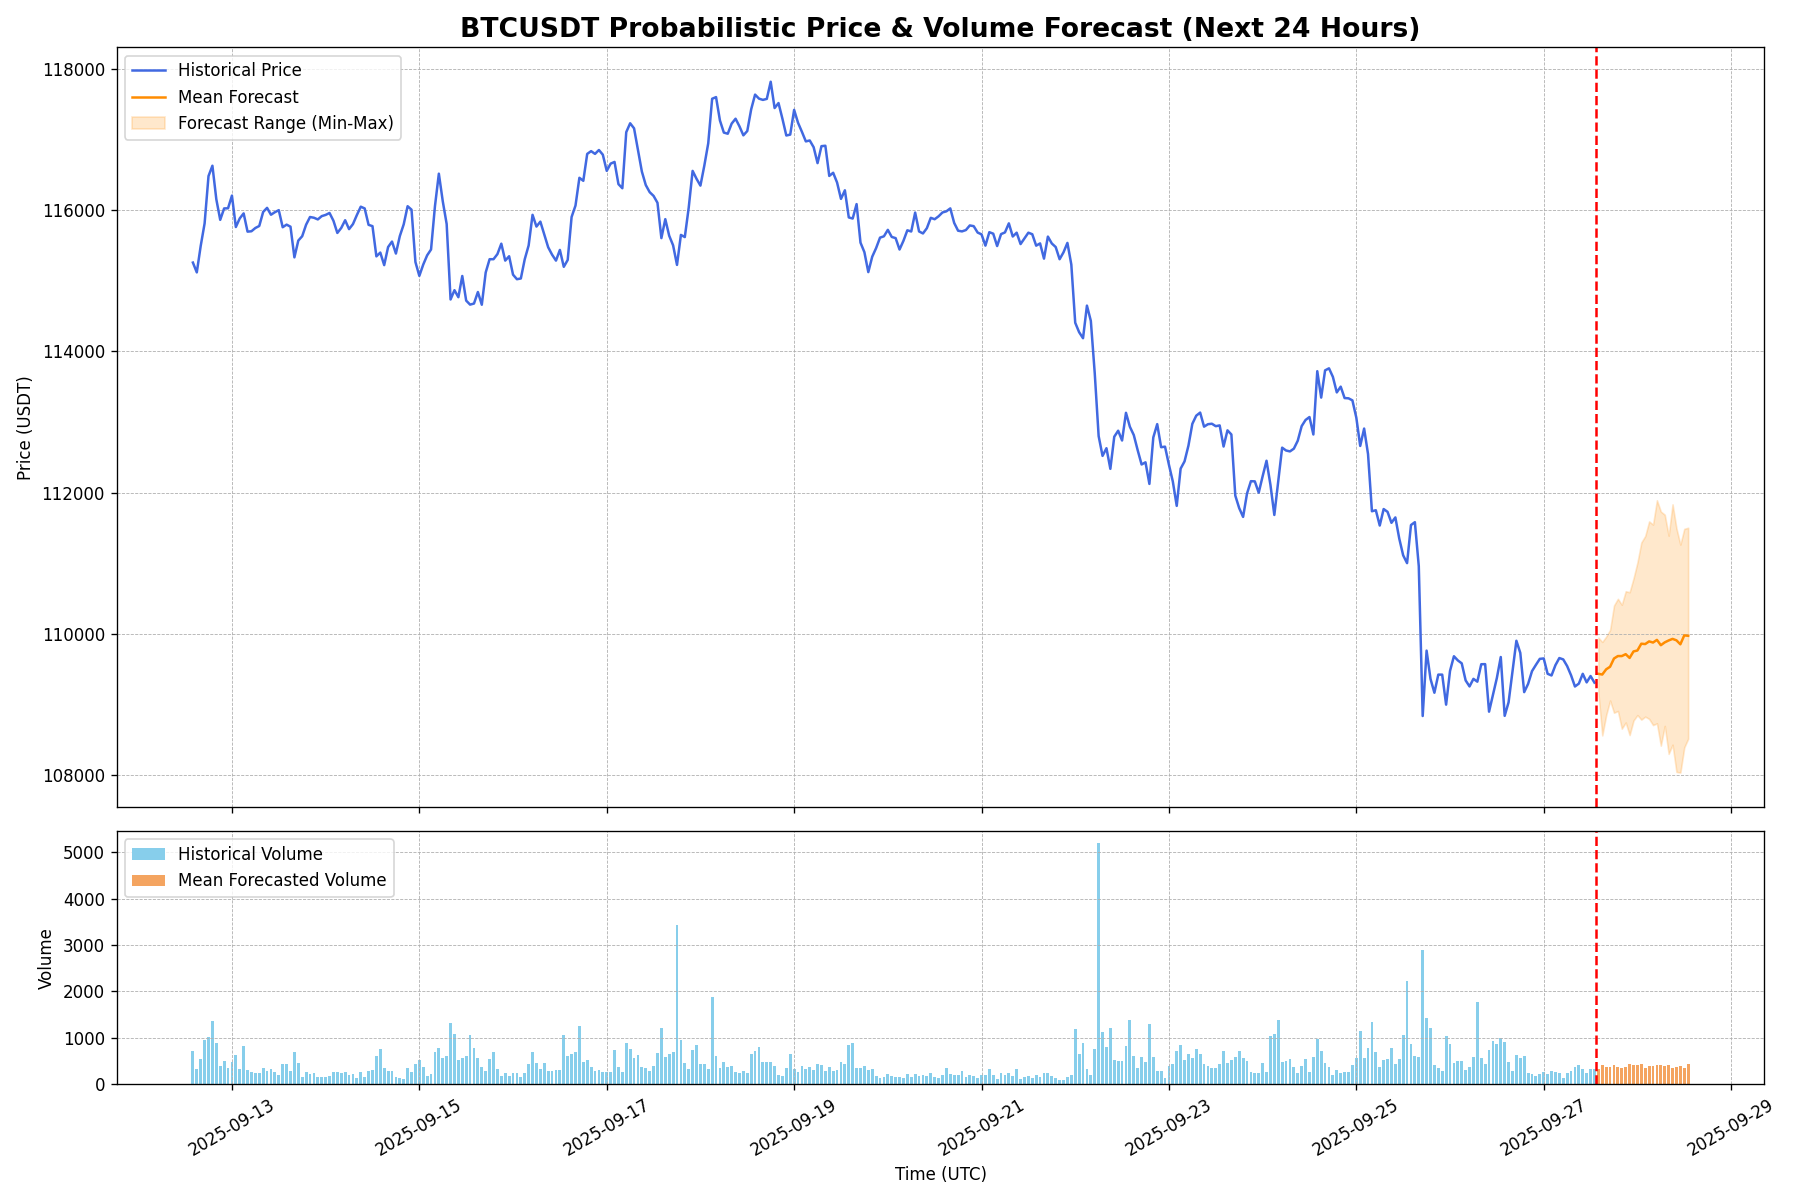 BTCUSDT Probabilistic Price & Volume Forecast (Next 24 Hours)
Historical Price
Mean Forecast
Forecast Range (Min-Max)
118000
116000
114000
112000
110000
108000
Price (USDT)
Historical Volume
Mean Forecasted Volume
5000
4000
3000
2000
1000
0
Volume
2025-09-13
2025-09-15
2025-09-17
2025-09-19
2025-09-21
2025-09-23
2025-09-25
2025-09-27
2025-09-29
Time (UTC)